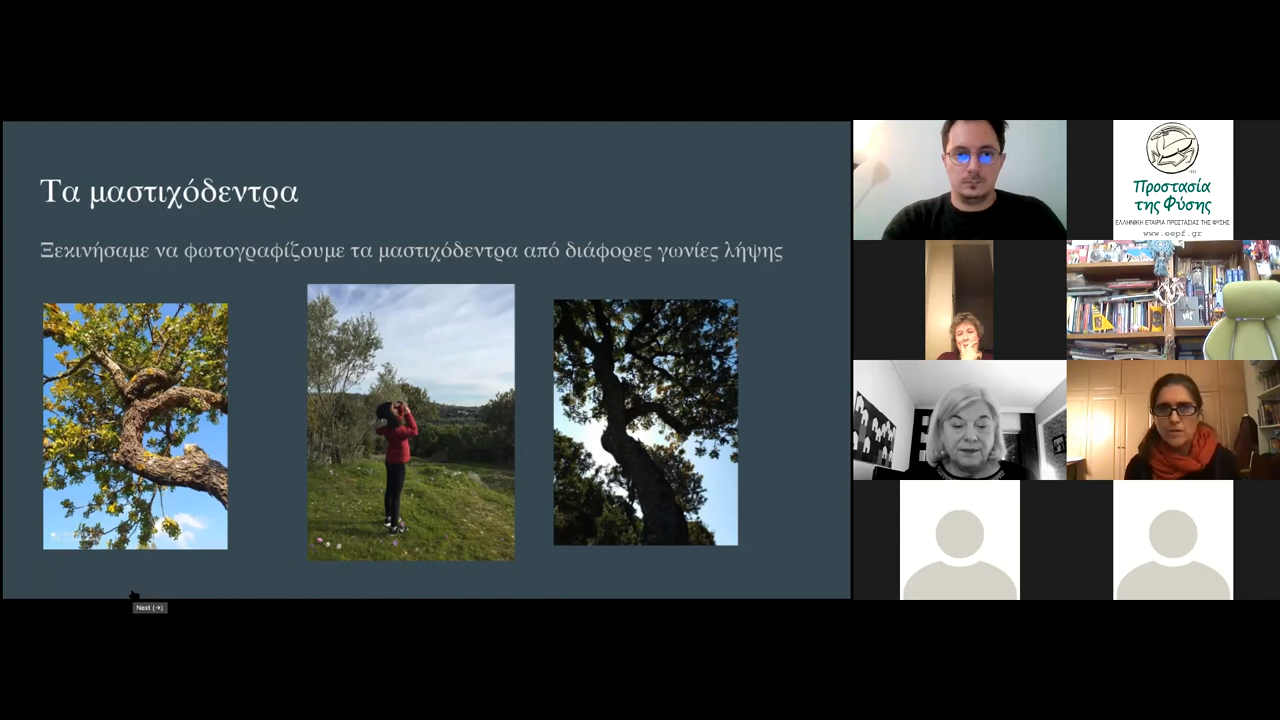 Τα μαστιχόδεντρα
Ξεκινήσαμε να φωτογραφίζουμε τα μαστιχόδεντρα από διάφορες γωνίες λήψης
Next (→)
Προστασία
της Φύσης
ΕΛΛΗΝΙΚΗ ΕΤΑΙΡΙΑ ΠΡΟΣΤΑΣΙΑΣ ΤΗΣ ΦΥΣΗΣ
www.eepf.gr